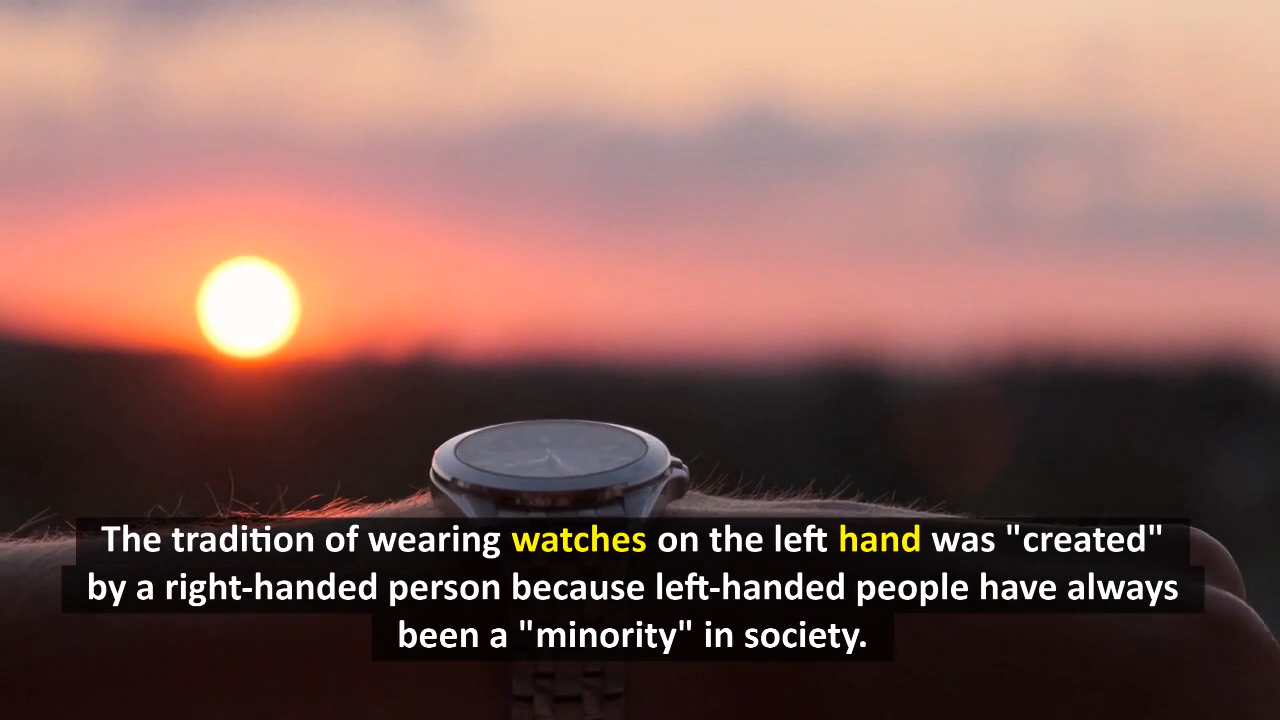 The tradition of wearing watches on the left hand was "created"
by a right-handed person because left-handed people have always
been a "minority" in society.